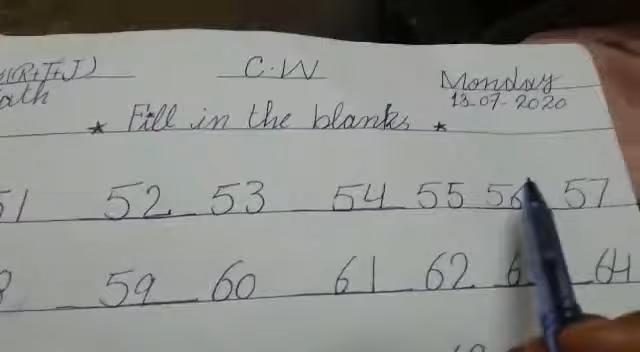 C.W
Monday
13-07-2020
* Fill in the blanks *
51 52 53 54 55 56 57
59 60 61 62 64